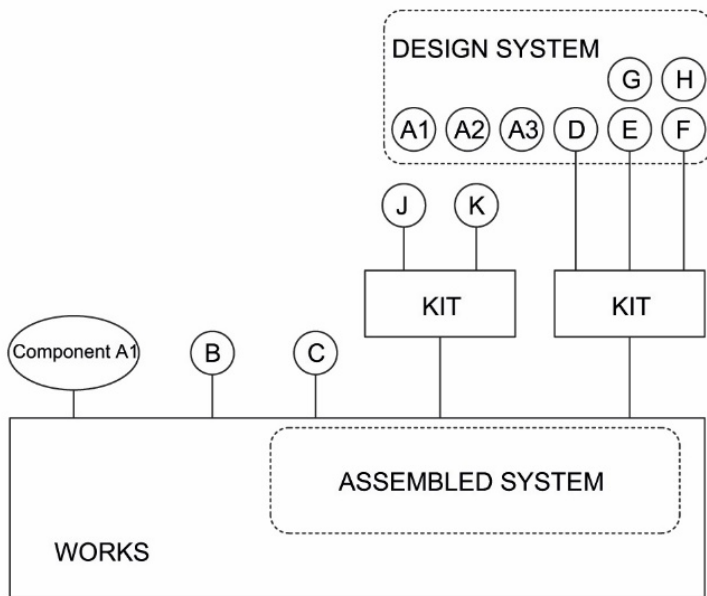 DESIGN SYSTEM
G H
A1 A2 A3 D E F
J K
KIT KIT
Component A1 B C
ASSEMBLED SYSTEM
WORKS